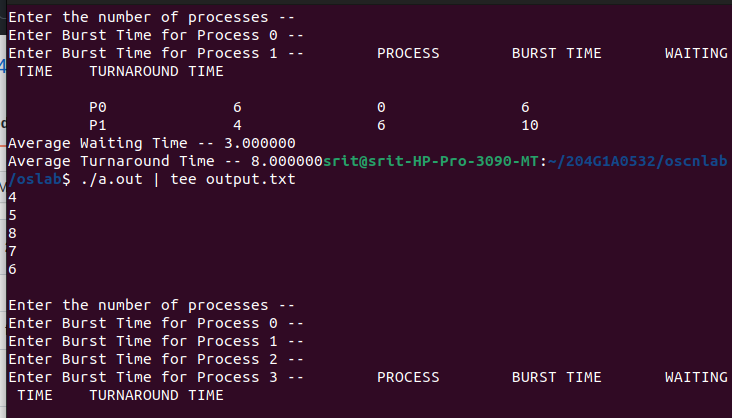 Enter the number of processes --
Enter Burst Time for Process 0 --
Enter Burst Time for Process 1 --        PROCESS        BURST TIME       WAITING
 TIME    TURNAROUND TIME
         P0              6               0               6
         P1              4               6               10
Average Waiting Time -- 3.000000
Average Turnaround Time -- 8.000000srit@srit-HP-Pro-3090-MT:~/204G1A0532/oscnlab
/oslab$ ./a.out | tee output.txt
4
5
8
7
6
Enter the number of processes --
Enter Burst Time for Process 0 --
Enter Burst Time for Process 1 --
Enter Burst Time for Process 2 --
Enter Burst Time for Process 3 --        PROCESS        BURST TIME       WAITING
 TIME    TURNAROUND TIME